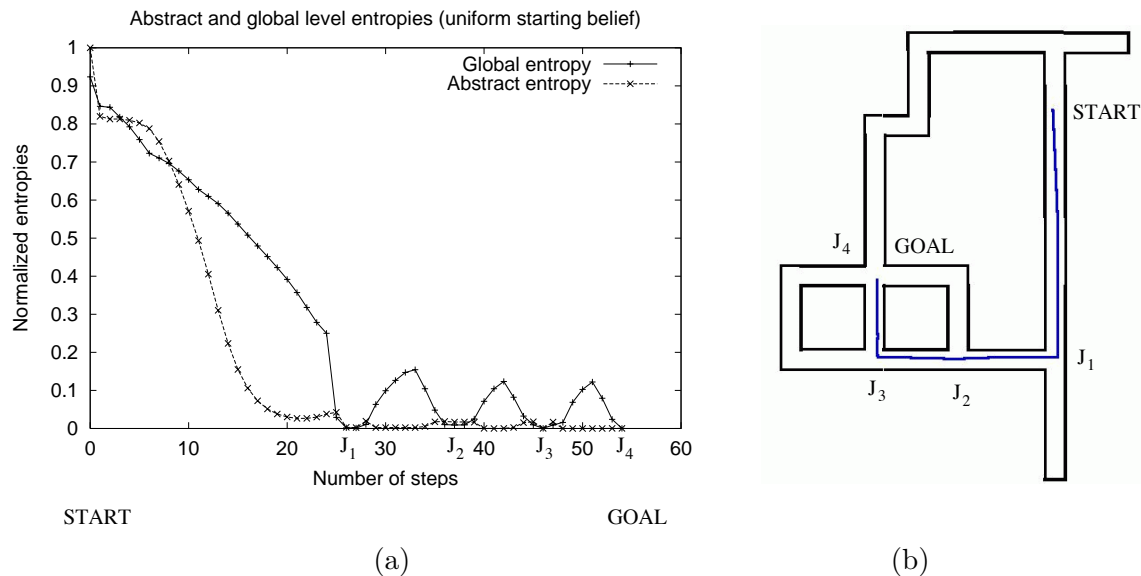 Abstract and global level entropies (uniform starting belief)
Global entropy
Abstract entropy
Normalized entropies
1
0.9
0.8
0.7
0.6
0.5
0.4
0.3
0.2
0.1
0
0 10 20 J₁ 30 J₂ 40 J₃ 50 J₄ 60
Number of steps
START GOAL
(a)
START
J₄ GOAL
J₁
J₃ J₂
(b)